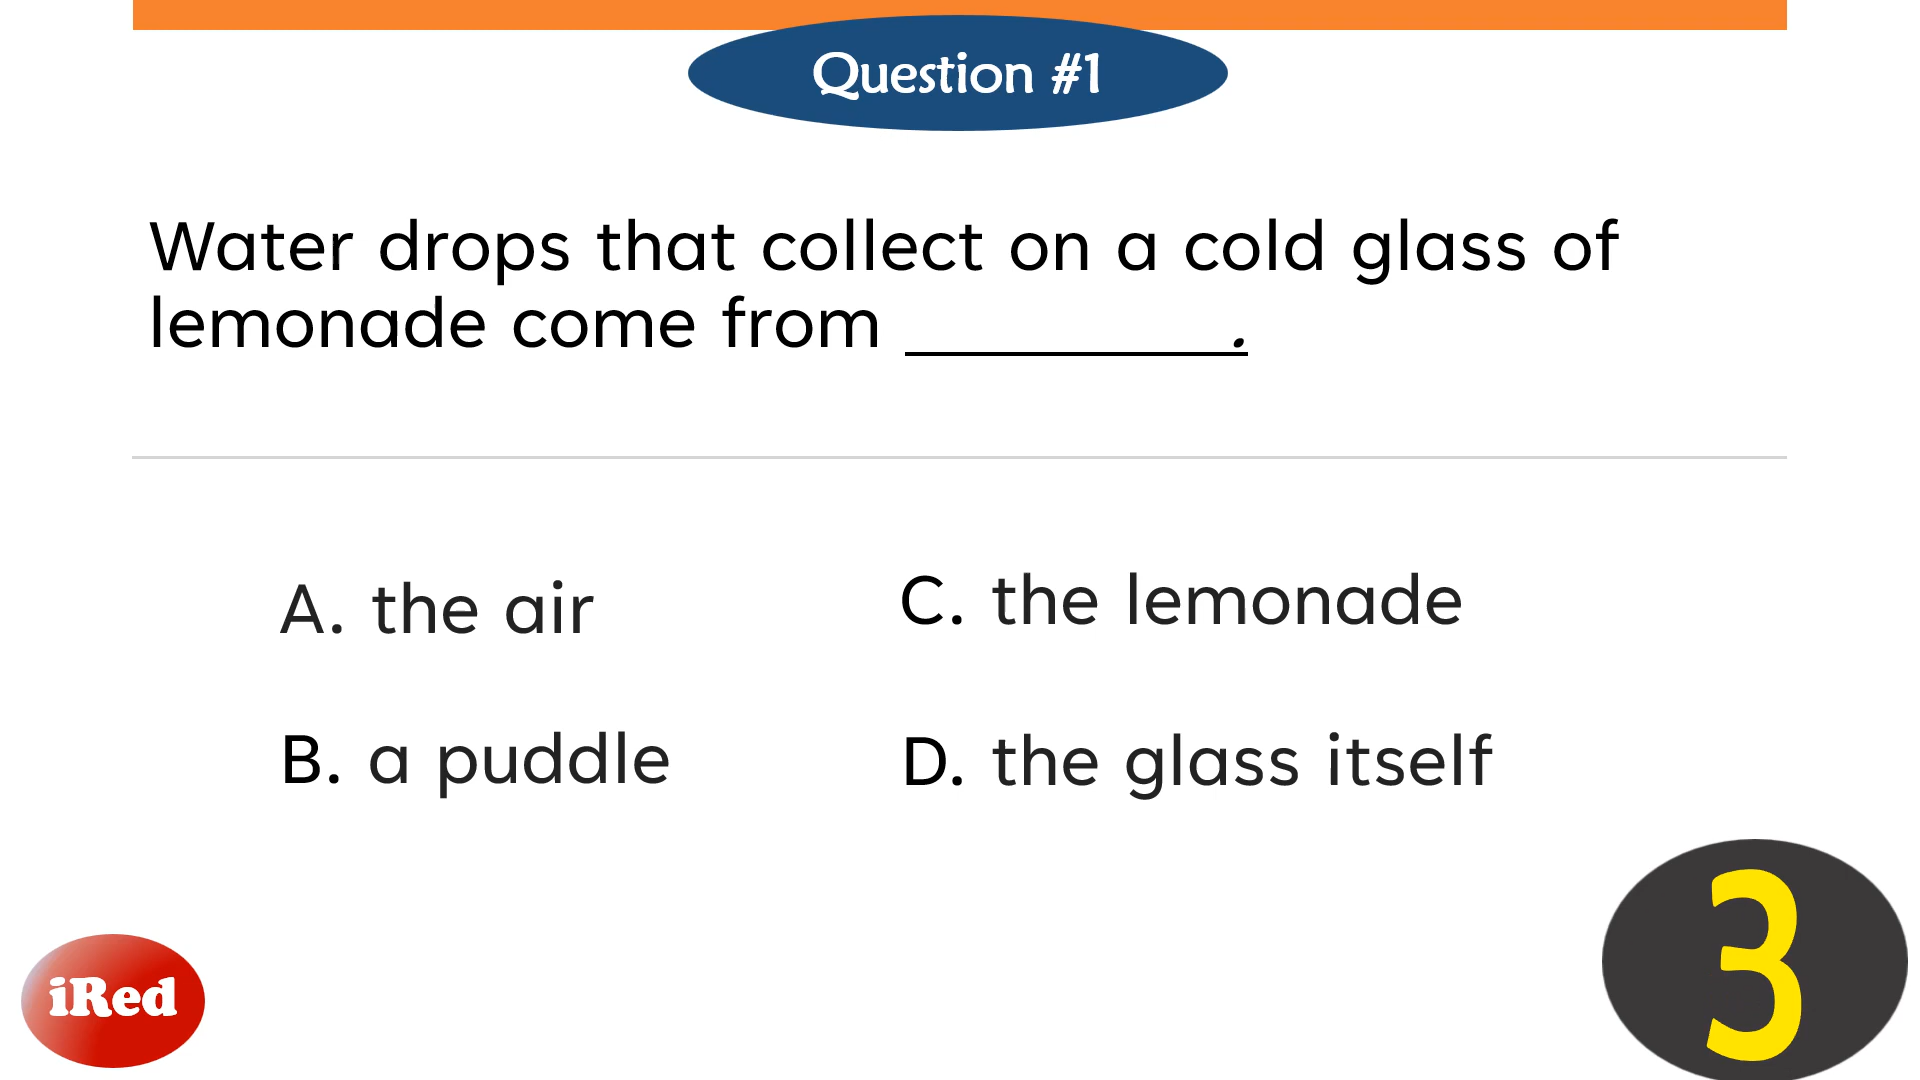 Question #1
Water drops that collect on a cold glass of
lemonade come from ________.
A. the air
C. the lemonade
B. a puddle
D. the glass itself
iRed
3